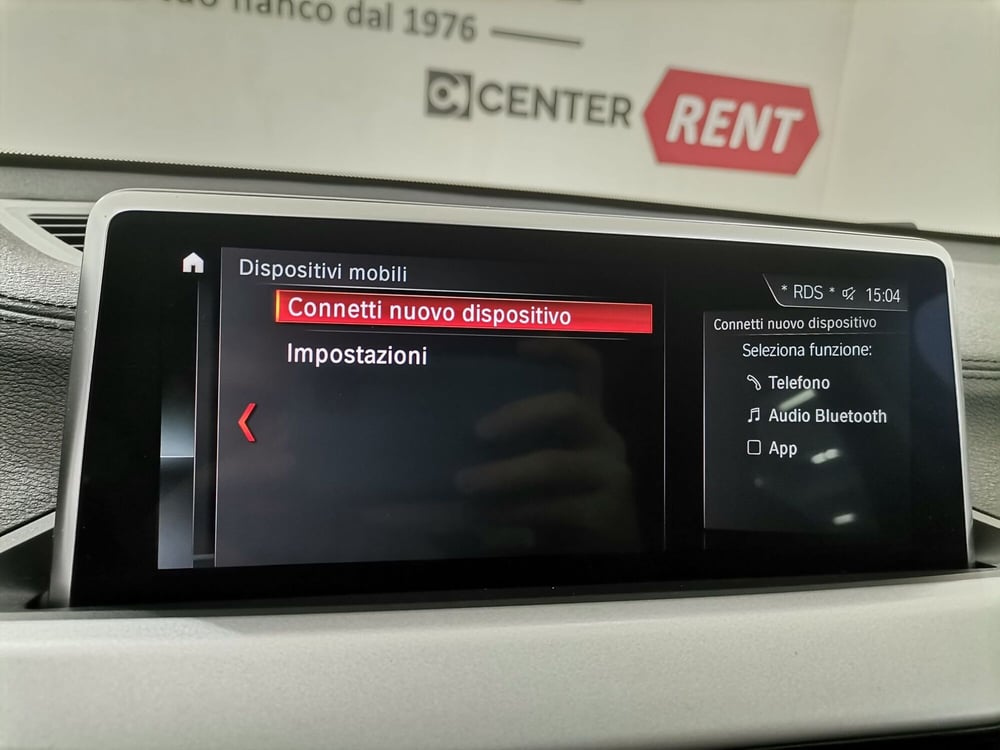 fianco dal 1976
CENTER RENT
Dispositivi mobili
Connetti nuovo dispositivo
Impostazioni
* RDS * 15:04
Connetti nuovo dispositivo
Seleziona funzione:
Telefono
Audio Bluetooth
App